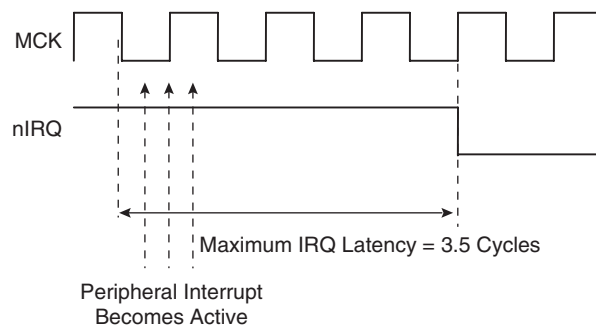 MCK
nIRQ
Maximum IRQ Latency = 3.5 Cycles
Peripheral Interrupt
Becomes Active